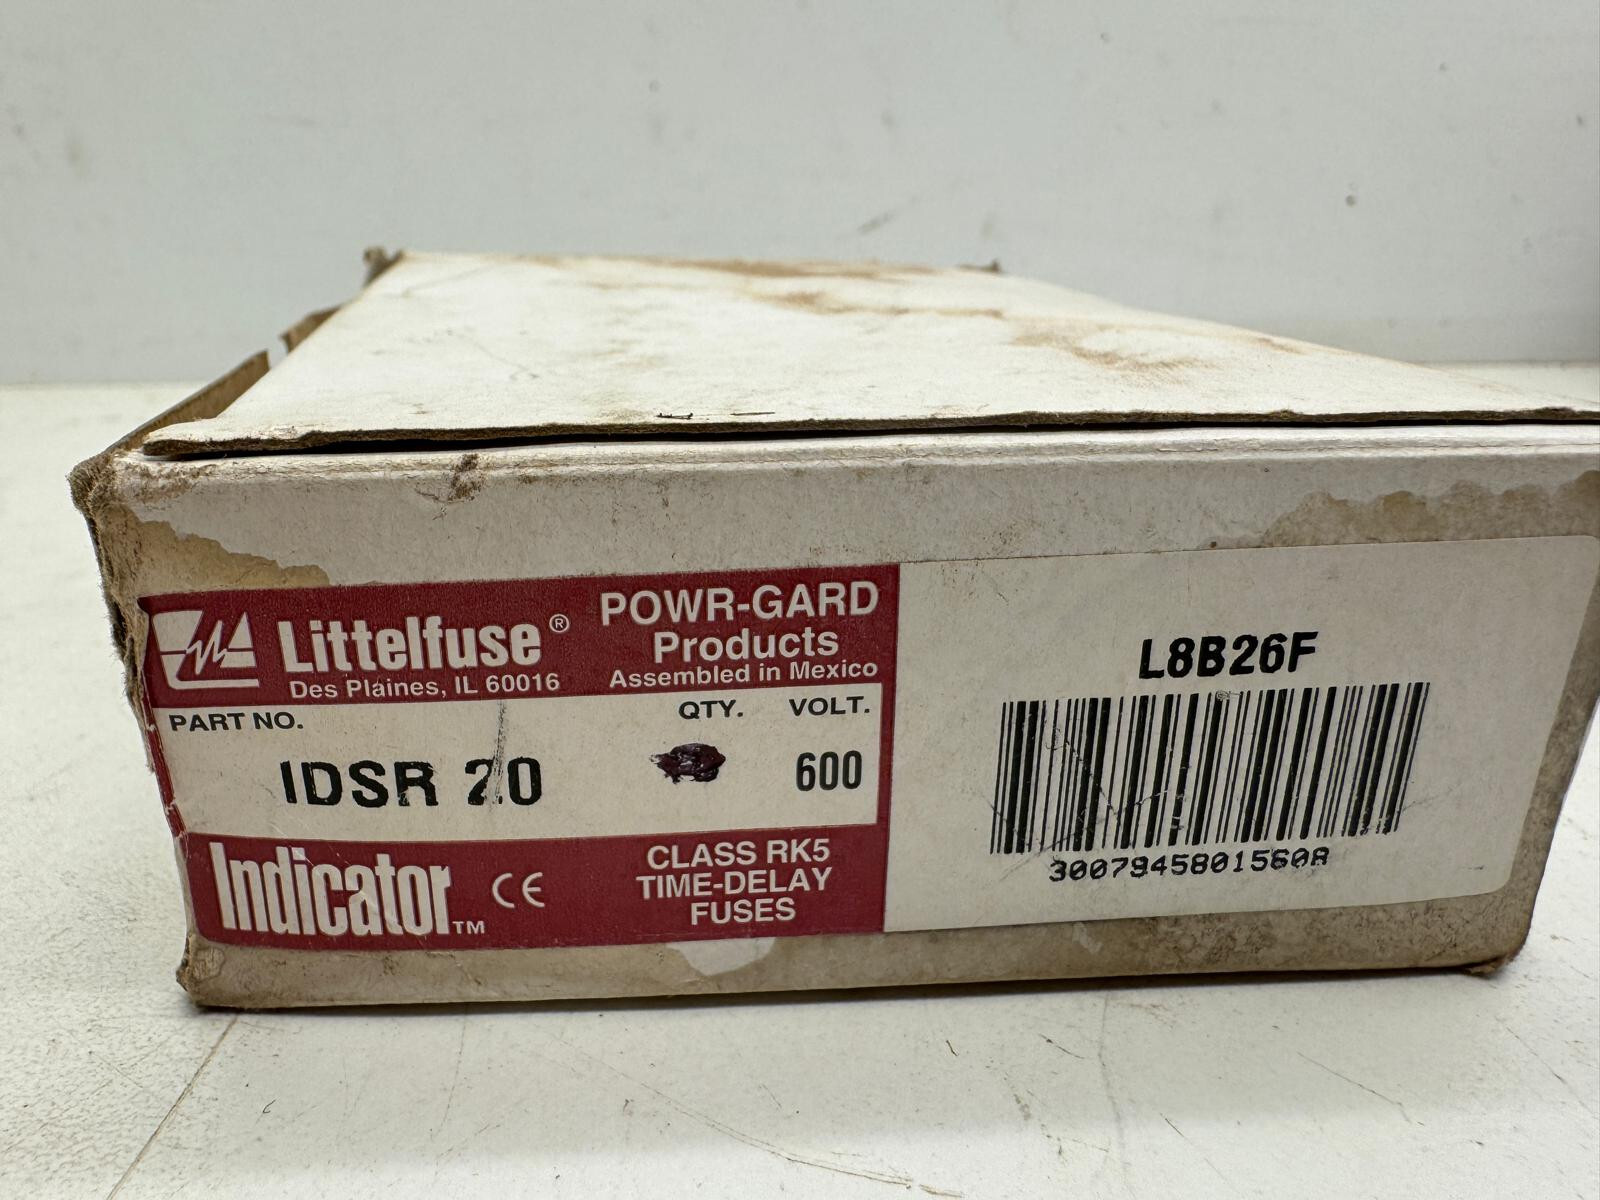 Littelfuse®
Des Plaines, IL 60016
POWR-GARD
Products
Assembled in Mexico
PART NO.
QTY.
VOLT.
IDSR 20
600
Indicator™
CE
CLASS RK5
TIME-DELAY
FUSES
L8B26F
30079458015608